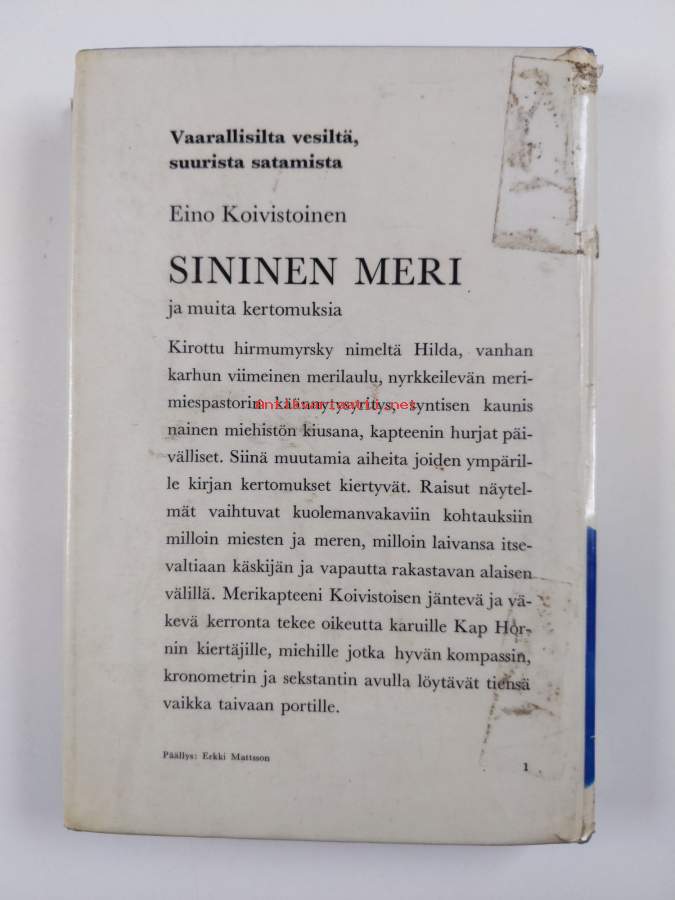 Vaarallisilta vesiltä,
suurista satamista
Eino Koivistoinen
SININEN MERI
ja muita kertomuksia
Kirottu hirmumyrsky nimeltä Hilda, vanhan
karhun viimeinen merilaulu, nyrkkeilevän meri-
miespastorin käännytysyritys, syntisen kaunis
Antikvariaatti.net
nainen miehistön kiusana, kapteenin hurjat päi-
välliset. Siinä muutamia aiheita joiden ympäril-
le kirjan kertomukset kiertyvät. Raisut näytel-
mät vaihtuvat kuolemanvakaviin kohtauksiin
milloin miesten ja meren, milloin laivansa itse-
valtiaan käskijän ja vapautta rakastavan alaisen
välillä. Merikapteeni Koivistoisen jäntevä ja vä-
kevä kerronta tekee oikeutta karuille Kap Hor-
nin kiertäjille, miehille jotka hyvän kompassin,
kronometrin ja sekstantin avulla löytävät tiensä
vaikka taivaan portille.
Päällys: Erkki Mattsson
1